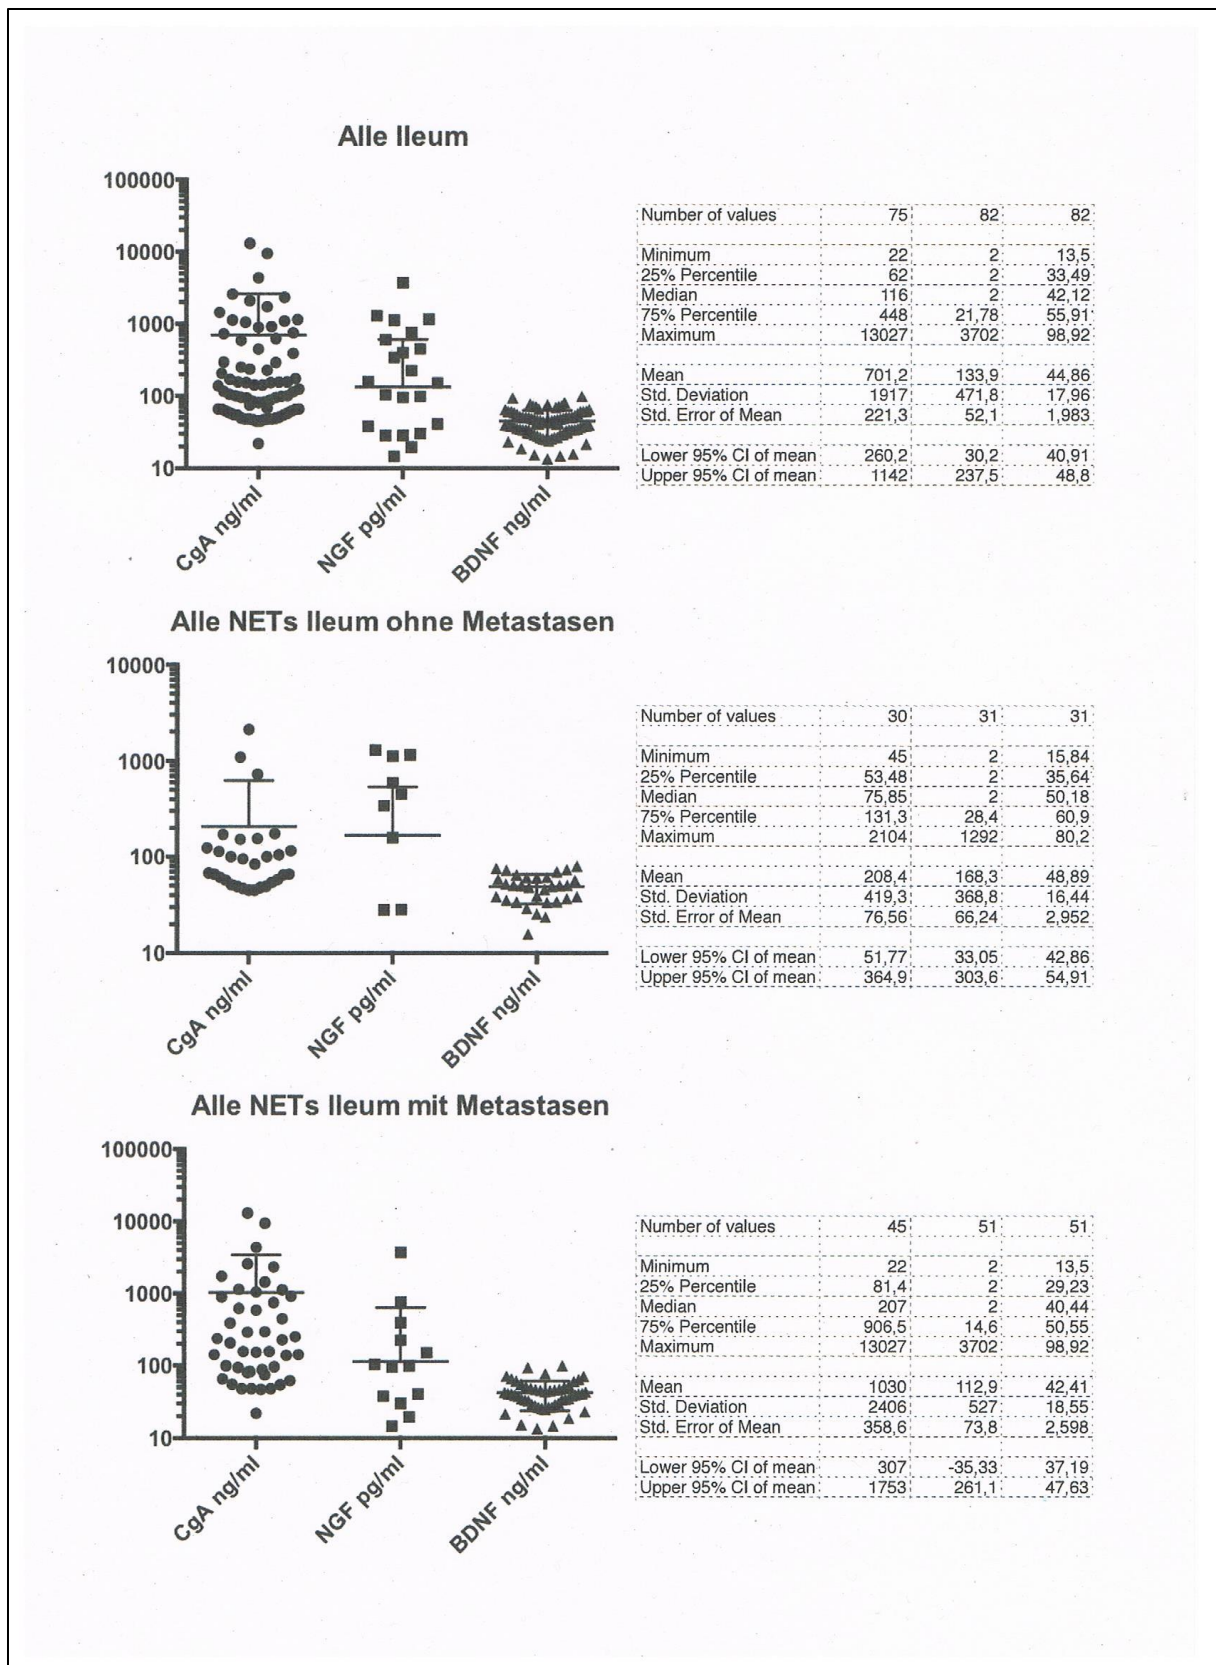 Alle Ileum
100000
10000
1000
100
10
CgA ng/ml
NGF pg/ml
BDNF ng/ml
Number of values 75 82 82
Minimum 22 2 13,5
25% Percentile 62 2 33,49
Median 116 2 42,12
75% Percentile 448 21,78 55,91
Maximum 13027 3702 98,92
Mean 701,2 133,9 44,86
Std. Deviation 1917 471,8 17,96
Std. Error of Mean 221,3 52,1 1,983
Lower 95% CI of mean 260,2 30,2 40,91
Upper 95% CI of mean 1142 237,5 48,8
Alle NETs Ileum ohne Metastasen
10000
1000
100
10
CgA ng/ml
NGF pg/ml
BDNF ng/ml
Number of values 30 31 31
Minimum 45 2 15,84
25% Percentile 53,48 2 35,64
Median 75,85 2 50,18
75% Percentile 131,3 28,4 60,9
Maximum 2104 1292 80,2
Mean 208,4 168,3 48,89
Std. Deviation 419,3 368,8 16,44
Std. Error of Mean 76,56 66,24 2,952
Lower 95% CI of mean 51,77 33,05 42,86
Upper 95% CI of mean 364,9 303,6 54,91
Alle NETs Ileum mit Metastasen
100000
10000
1000
100
10
CgA ng/ml
NGF pg/ml
BDNF ng/ml
Number of values 45 51 51
Minimum 22 2 13,5
25% Percentile 81,4 2 29,23
Median 207 2 40,44
75% Percentile 906,5 14,6 50,55
Maximum 13027 3702 98,92
Mean 1030 112,9 42,41
Std. Deviation 2406 527 18,55
Std. Error of Mean 358,6 73,8 2,598
Lower 95% CI of mean 307 -35,33 37,19
Upper 95% CI of mean 1753 261,1 47,63